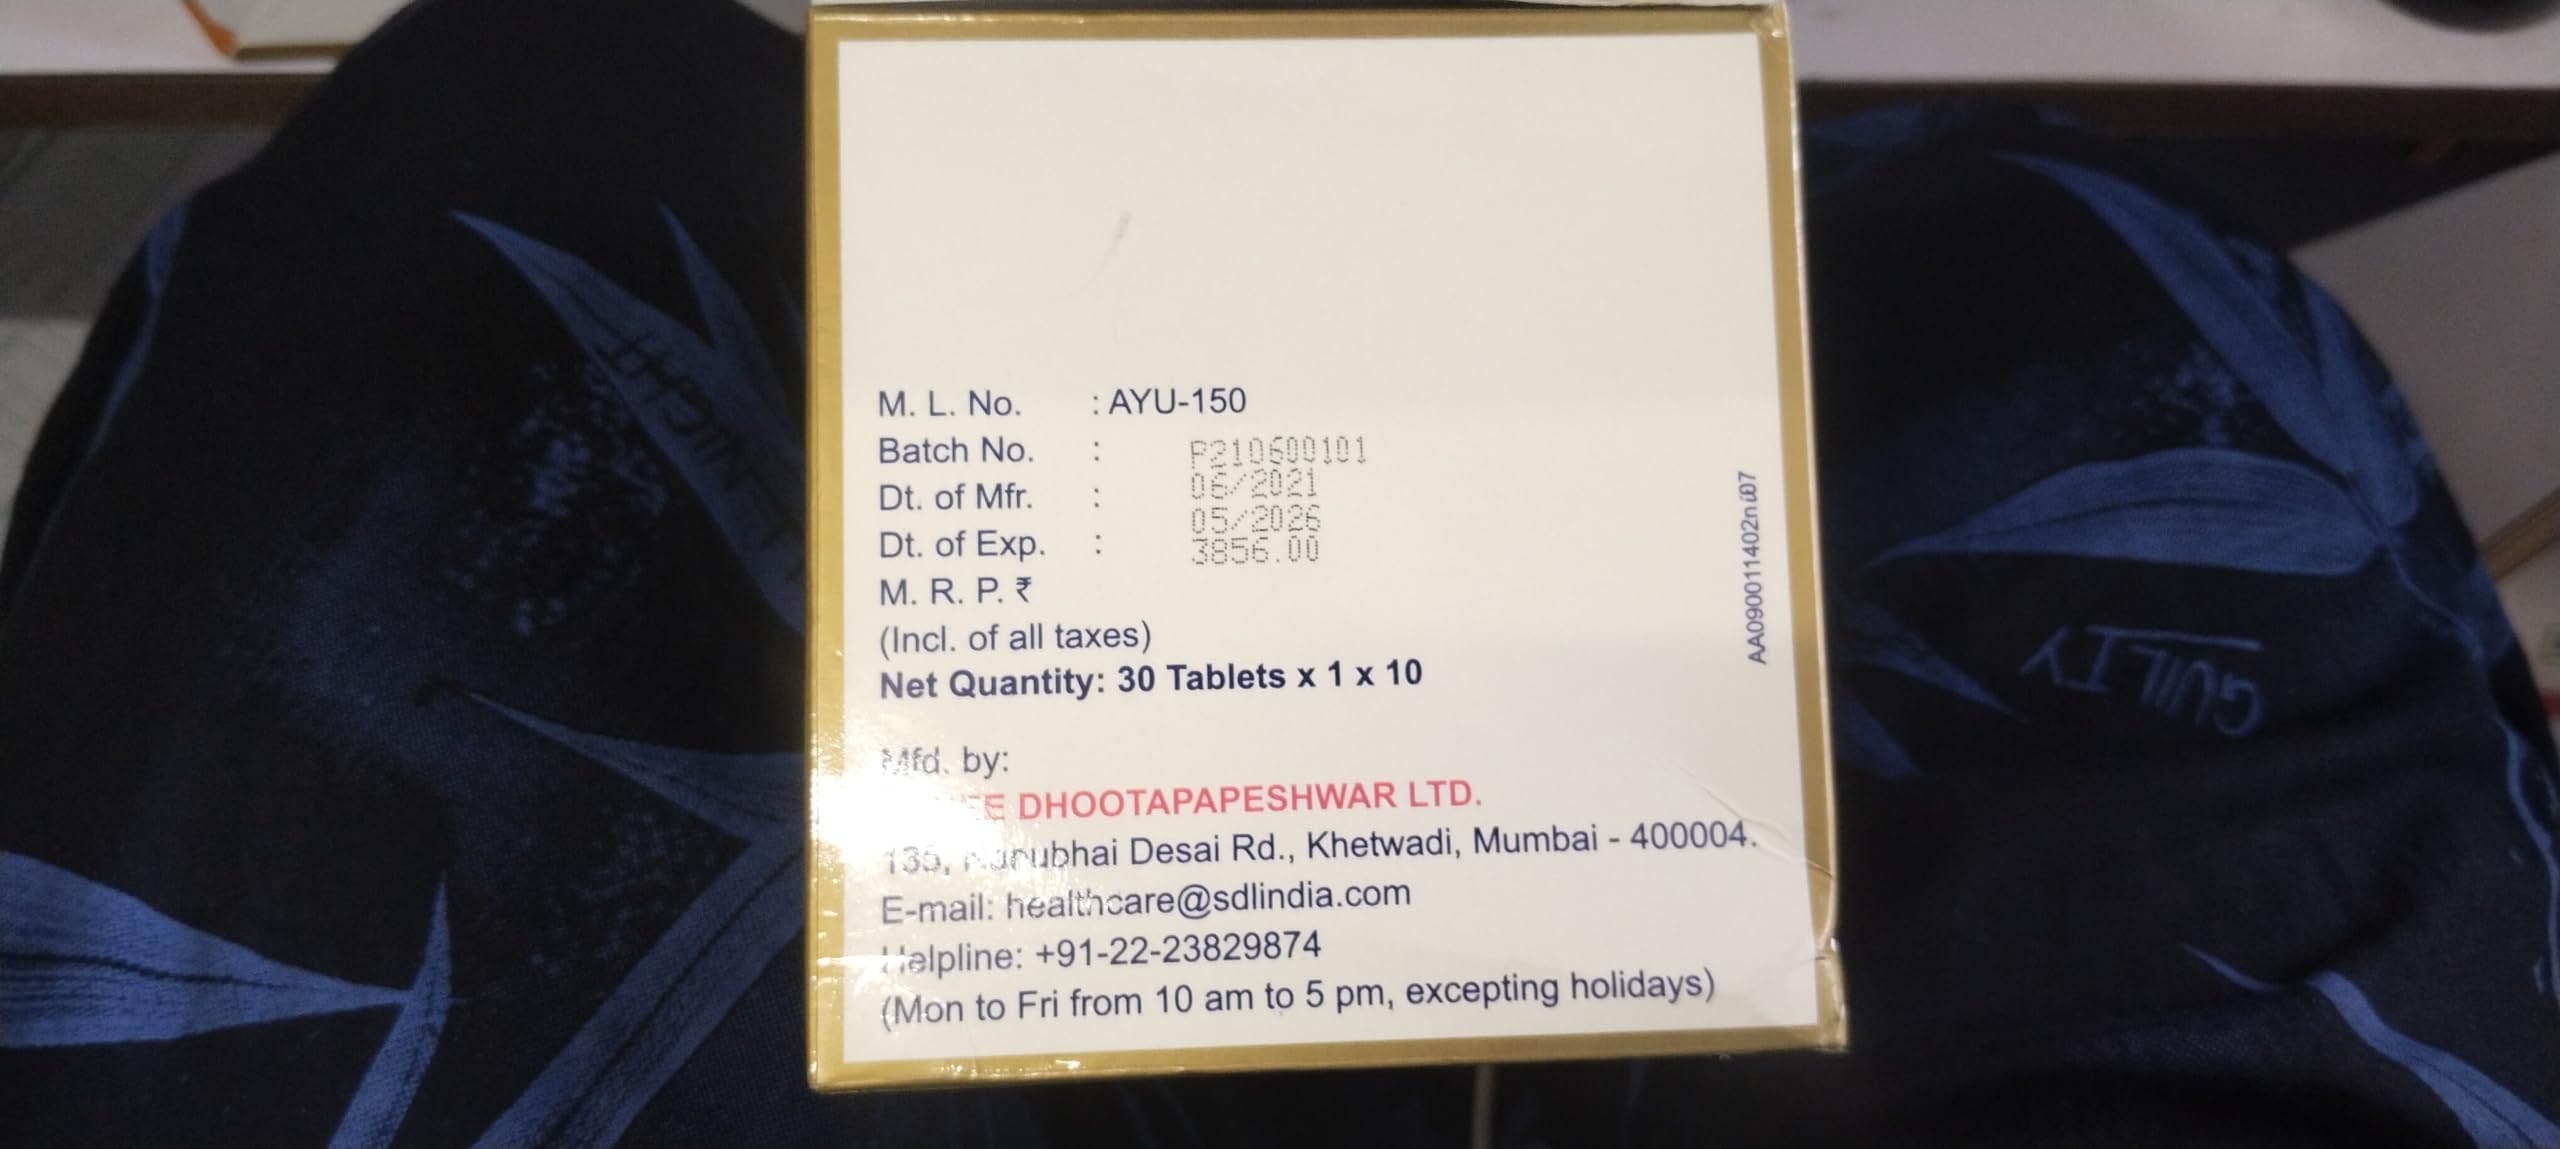 M. L. No. : AYU-150
Batch No. : P210600101
Dt. of Mfr. : 06/2021
Dt. of Exp. : 05/2026
M. R. P. ₹ 3856.00
(Incl. of all taxes)
Net Quantity: 30 Tablets x 1 x 10
Mfd. by:
DHOOTAPAPESHWAR LTD.
135, Desai Rd., Khetwadi, Mumbai - 400004.
E-mail: healthcare@sdlindia.com
Helpline: +91-22-23829874
(Mon to Fri from 10 am to 5 pm, excepting holidays)
GUILTY